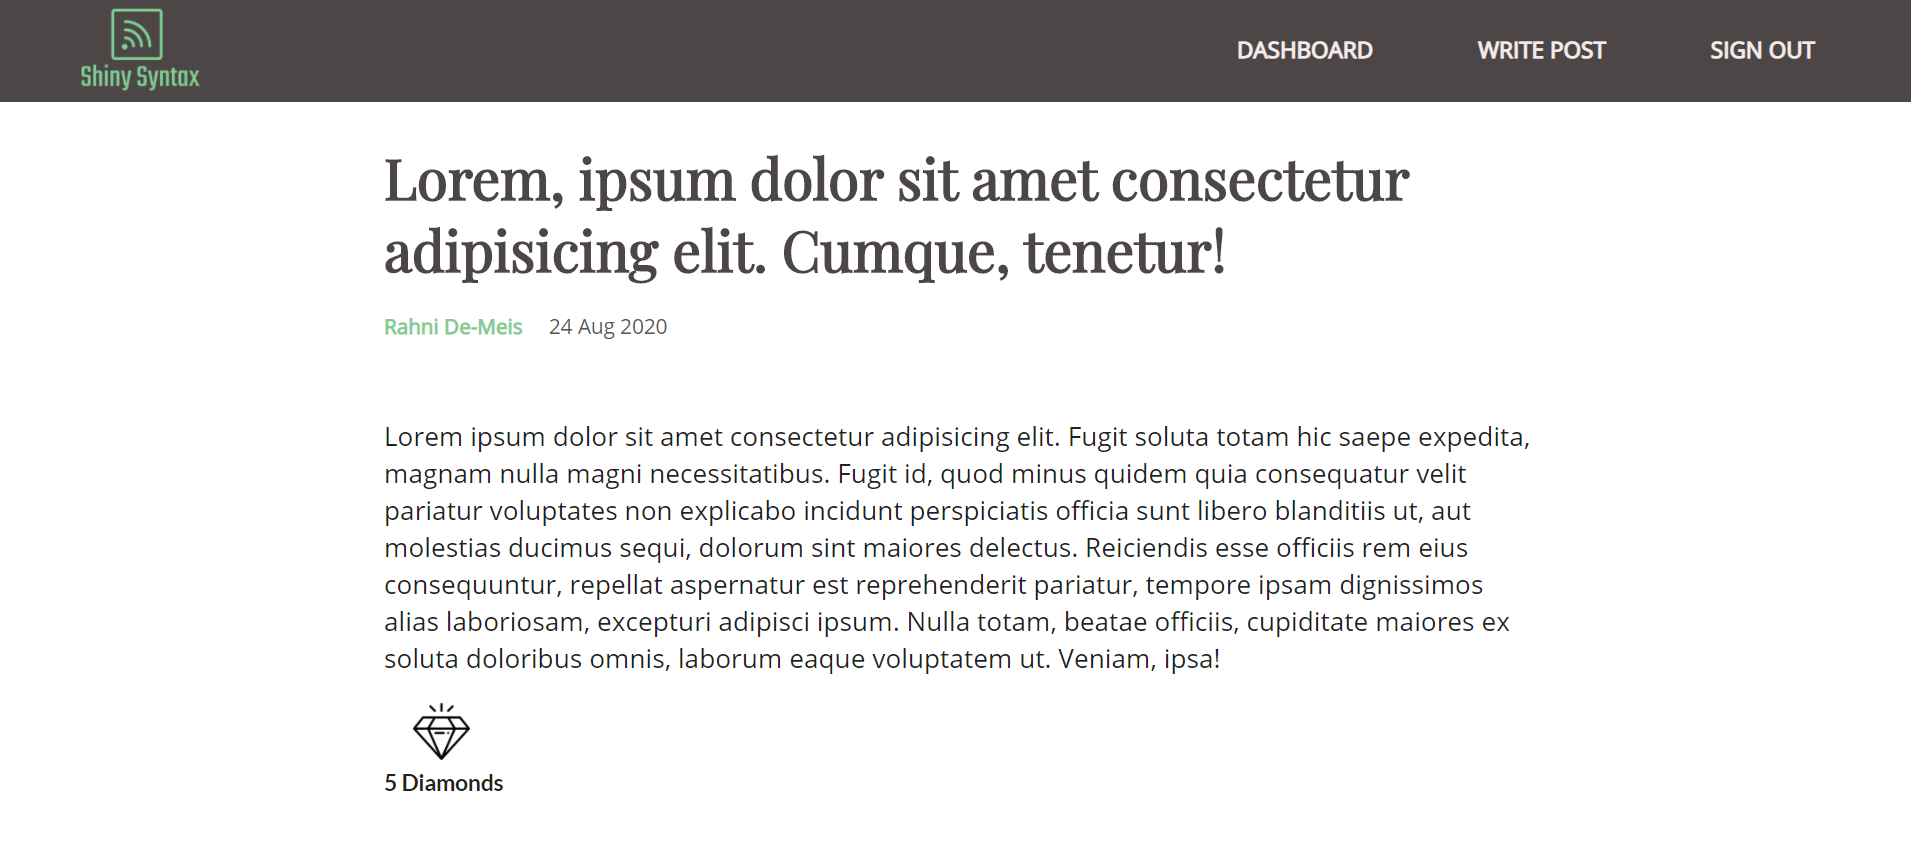 Shiny Syntax
DASHBOARD
WRITE POST
SIGN OUT
Lorem, ipsum dolor sit amet consectetur
adipisicing elit. Cumque, tenetur!
Rahni De-Meis 24 Aug 2020
Lorem ipsum dolor sit amet consectetur adipisicing elit. Fugit soluta totam hic saepe expedita,
magnam nulla magni necessitatibus. Fugit id, quod minus quidem quia consequatur velit
pariatur voluptates non explicabo incidunt perspiciatis officia sunt libero blanditiis ut, aut
molestias ducimus sequi, dolorum sint maiores delectus. Reiciendis esse officiis rem eius
consequuntur, repellat aspernatur est reprehenderit pariatur, tempore ipsam dignissimos
alias laboriosam, excepturi adipisci ipsum. Nulla totam, beatae officiis, cupiditate maiores ex
soluta doloribus omnis, laborum eaque voluptatem ut. Veniam, ipsa!
5 Diamonds